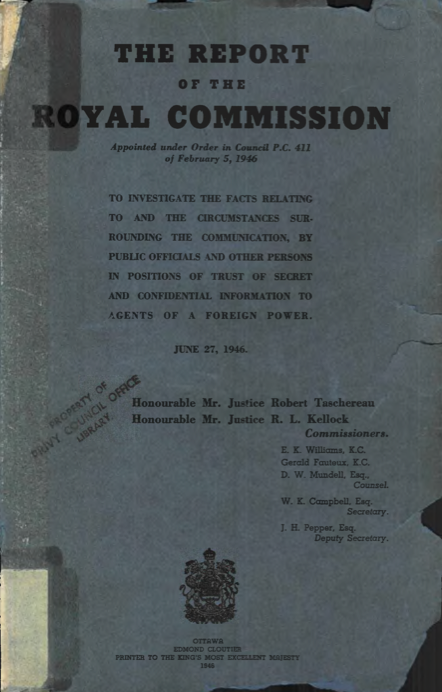 THE REPORT
OF THE
ROYAL COMMISSION
Appointed under Order in Council P.C. 411
of February 5, 1946
TO INVESTIGATE THE FACTS RELATING
TO AND THE CIRCUMSTANCES SUR-
ROUNDING THE COMMUNICATION, BY
PUBLIC OFFICIALS AND OTHER PERSONS
IN POSITIONS OF TRUST OF SECRET
AND CONFIDENTIAL INFORMATION TO
AGENTS OF A FOREIGN POWER.
JUNE 27, 1946.
PROPERTY OF
PRIVY COUNCIL OFFICE
LIBRARY
Honourable Mr. Justice Robert Taschereau
Honourable Mr. Justice R. L. Kellock
Commissioners.
E. K. Williams, K.C.
Gerald Fauteux, K.C.
D. W. Mundell, Esq.,
Counsel.
W. K. Campbell, Esq.
Secretary.
J. H. Pepper, Esq.
Deputy Secretary.
OTTAWA
EDMOND CLOUTIER
PRINTER TO THE KING'S MOST EXCELLENT MAJESTY
1946